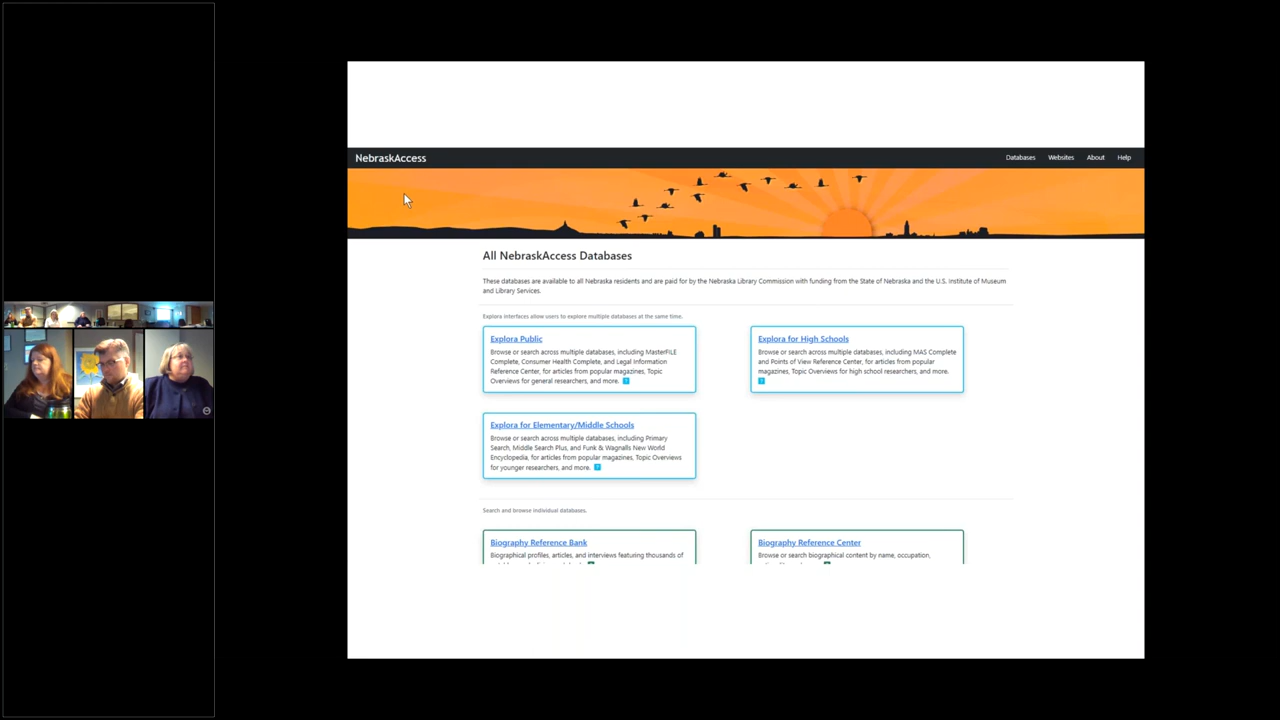 NebraskAccess
Databases Websites About Help
All NebraskAccess Databases
These databases are available to all Nebraska residents and are paid for by the Nebraska Library Commission with funding from the State of Nebraska and the U.S. Institute of Museum
and Library Services.
Explora interfaces allow users to explore multiple databases at the same time.
Explora Public
Browse or search across multiple databases, including MasterFILE
Complete, Consumer Health Complete, and Legal Information
Reference Center, for articles from popular magazines, Topic
Overviews for general researchers, and more. ?
Explora for High Schools
Browse or search across multiple databases, including MAS Complete
and Points of View Reference Center, for articles from popular
magazines, Topic Overviews for high school researchers, and more.
?
Explora for Elementary/Middle Schools
Browse or search across multiple databases, including Primary
Search, Middle Search Plus, and Funk & Wagnalls New World
Encyclopedia, for articles from popular magazines, Topic Overviews
for younger researchers, and more. ?
Search and browse individual databases.
Biography Reference Bank
Biographical profiles, articles, and interviews featuring thousands of
Biography Reference Center
Browse or search biographical content by name, occupation,